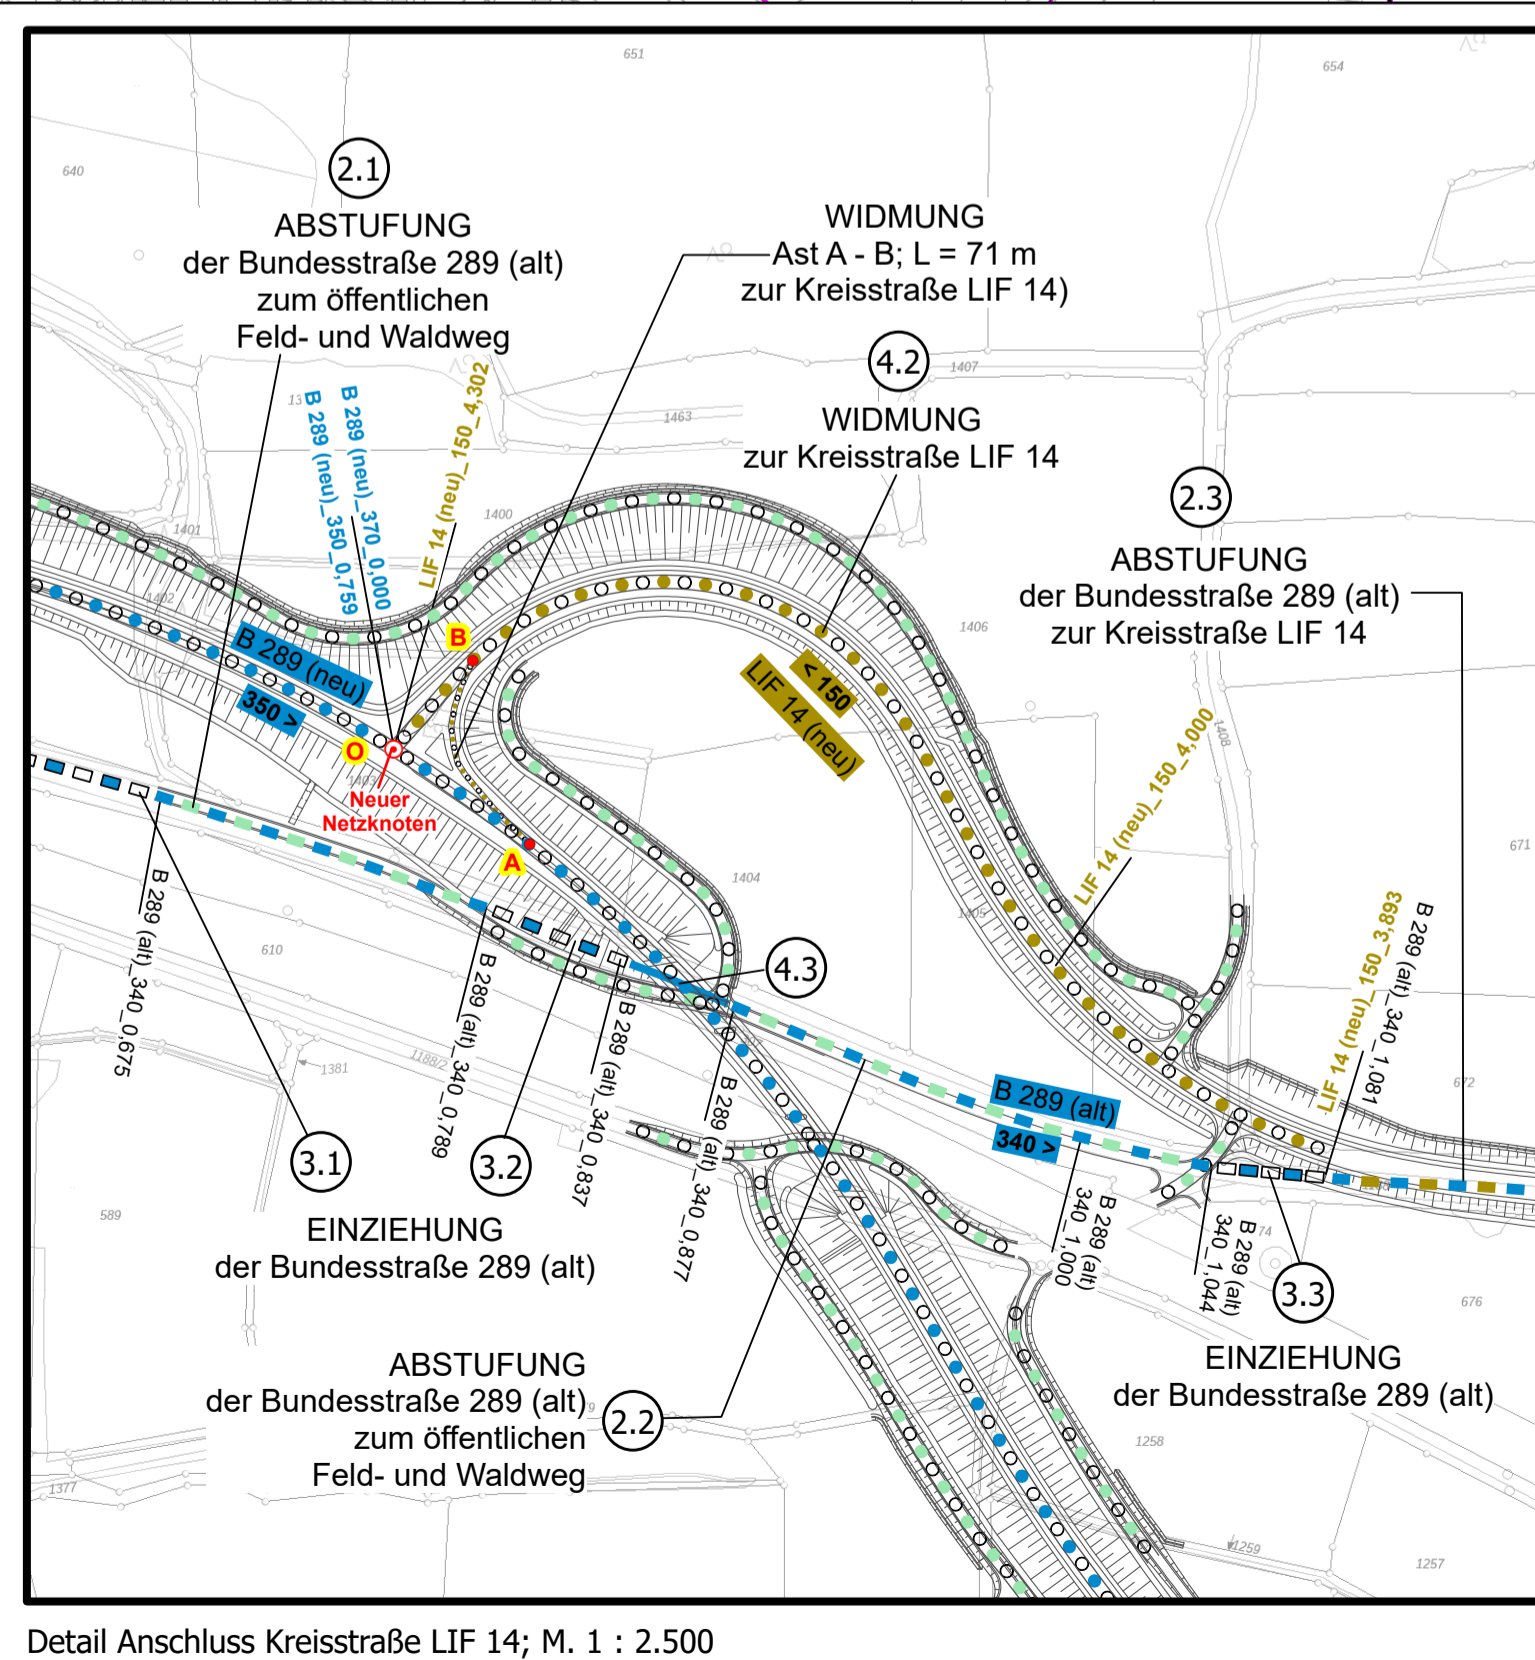 651
654
640
2.1
ABSTUFUNG
der Bundesstraße 289 (alt)
zum öffentlichen
Feld- und Waldweg
WIDMUNG
Ast A - B; L = 71 m
zur Kreisstraße LIF 14)
4.2
1407
WIDMUNG
zur Kreisstraße LIF 14
1463
2.3
ABSTUFUNG
der Bundesstraße 289 (alt)
zur Kreisstraße LIF 14
B 289 (neu)_350_0,759
B 289 (neu)_370_0,000
LIF 14 (neu)_150_4,302
1400
1401
1402
1406
1408
B
B 289 (neu)
350 >
O
1403
Neuer
Netzknoten
A
< 150
LIF 14 (neu)
LIF 14 (neu)_150_4,000
671
1404
1405
610
B 289 (alt)_340_0,675
B 289 (alt)_340_0,789
B 289 (alt)_340_0,837
B 289 (alt)_340_0,877
4.3
LIF 14 (neu)_150_3,893
B 289 (alt)_340_1,081
1188/2
1381
672
B 289 (alt)
340 >
3.1
3.2
589
EINZIEHUNG
der Bundesstraße 289 (alt)
B 289 (alt)
340_1,000
B 289 (alt)
340_1,044
74
3.3
676
EINZIEHUNG
der Bundesstraße 289 (alt)
ABSTUFUNG
der Bundesstraße 289 (alt)
zum öffentlichen
Feld- und Waldweg
2.2
1258
1377
1259
1257
Detail Anschluss Kreisstraße LIF 14; M. 1 : 2.500